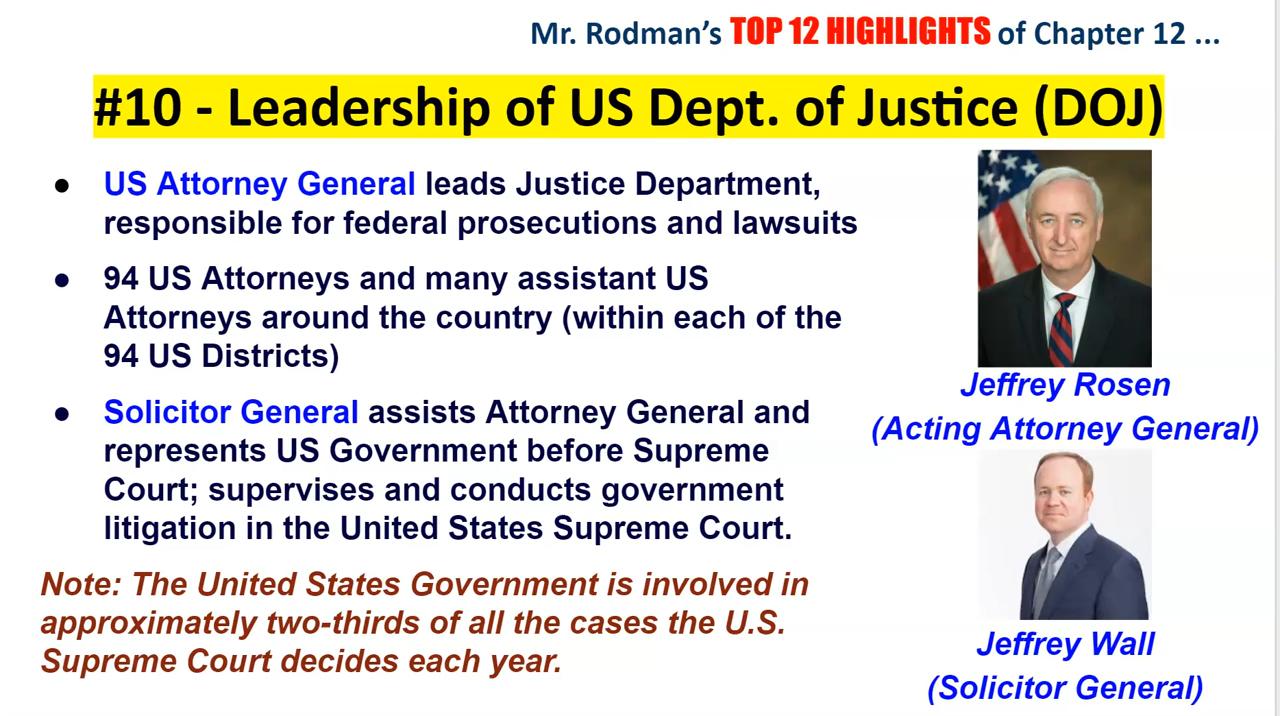 Mr. Rodman's TOP 12 HIGHLIGHTS of Chapter 12 ...
#10 - Leadership of US Dept. of Justice (DOJ)
● US Attorney General leads Justice Department,
responsible for federal prosecutions and lawsuits
● 94 US Attorneys and many assistant US
Attorneys around the country (within each of the
94 US Districts)
● Solicitor General assists Attorney General and
represents US Government before Supreme
Court; supervises and conducts government
litigation in the United States Supreme Court.
Note: The United States Government is involved in
approximately two-thirds of all the cases the U.S.
Supreme Court decides each year.
Jeffrey Rosen
(Acting Attorney General)
Jeffrey Wall
(Solicitor General)